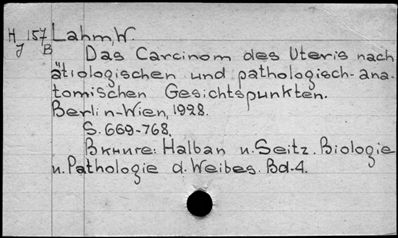 H 157 Lahm, W.
J B
Das Carcinom des Uteris nach
ätiologischen und pathologisch-ana-
tomischen Gesichtspunkten.
Berlin-Wien, 1928.
S. 669-768.
Вкниге: Halban u. Seitz. Biologie
u. Pathologie d. Weibes. Bd. 4.